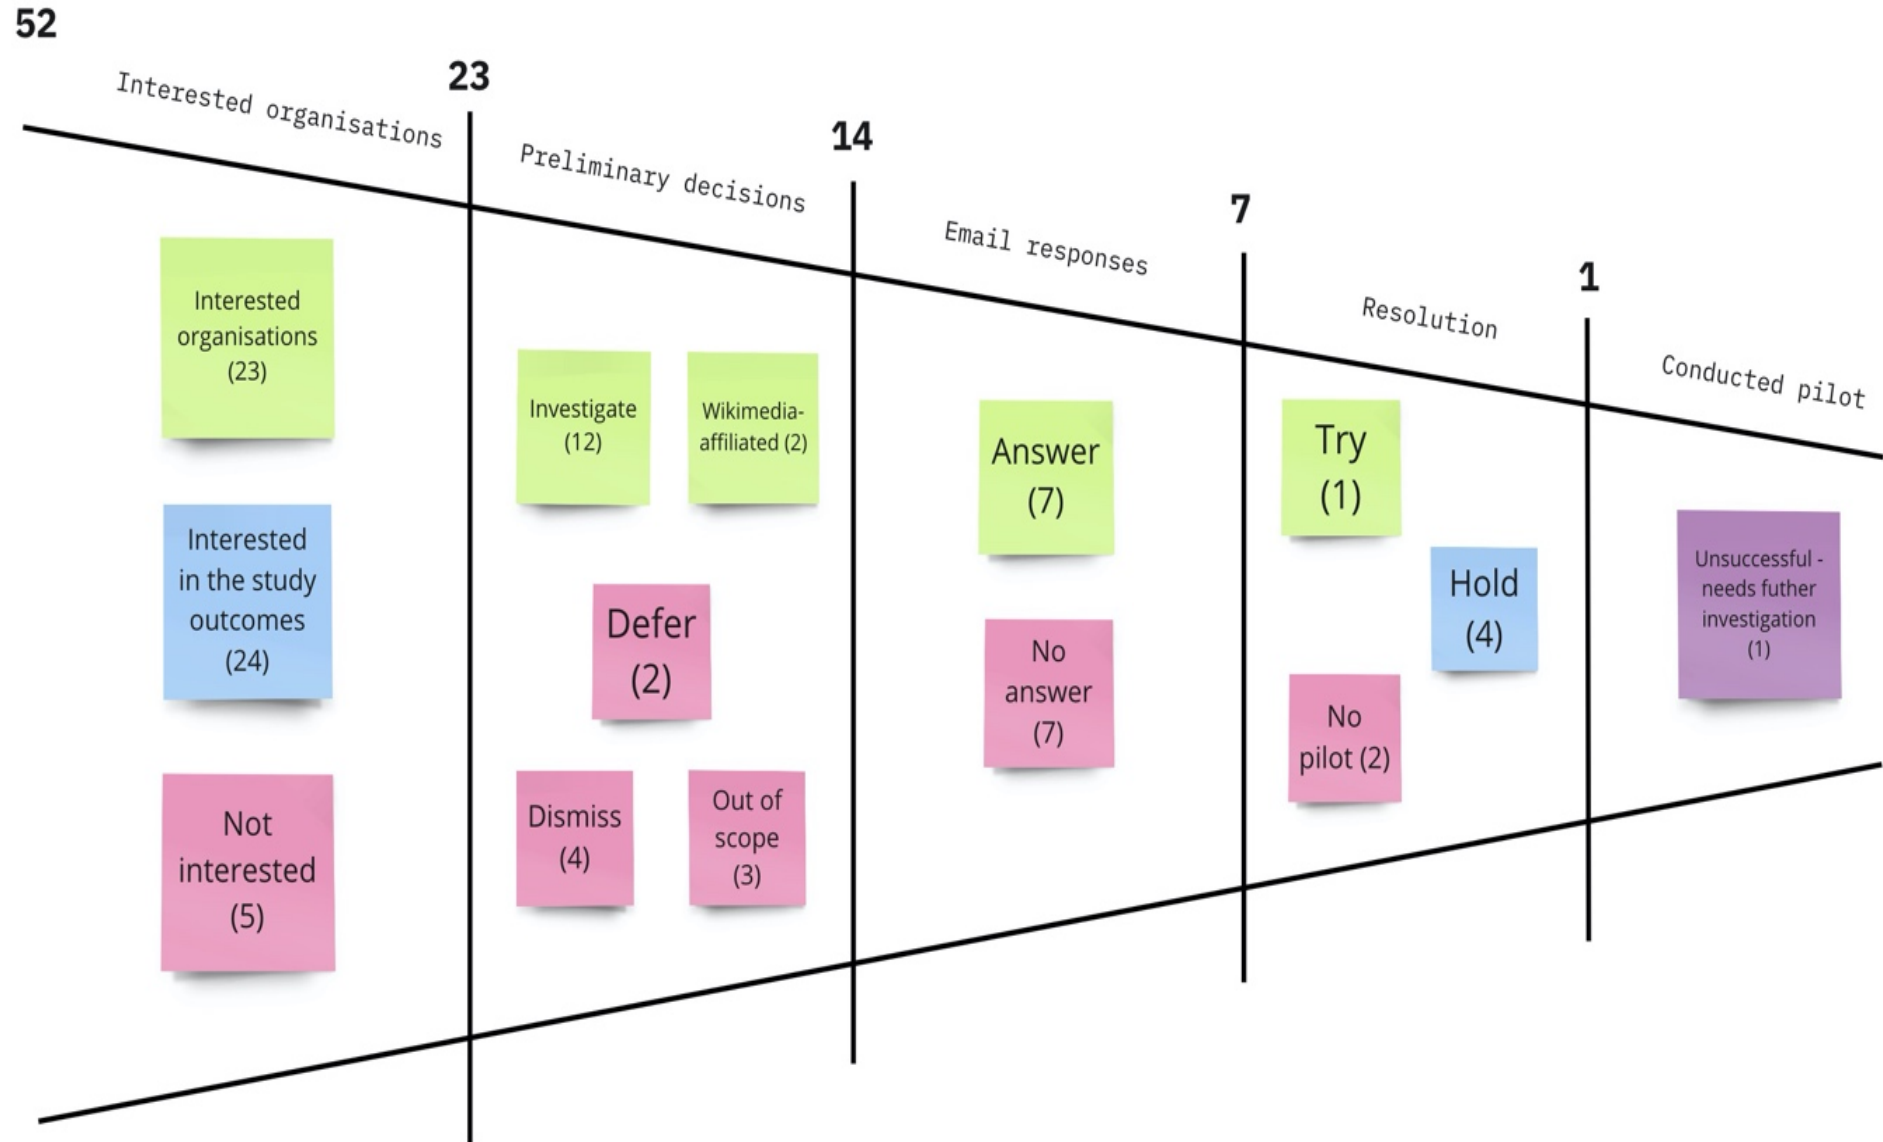 52
Interested organisations
23
Preliminary decisions
14
Email responses
7
Resolution
1
Conducted pilot
Interested
organisations
(23)
Interested
in the study
outcomes
(24)
Not
interested
(5)
Investigate
(12)
Wikimedia-
affiliated (2)
Defer
(2)
Dismiss
(4)
Out of
scope
(3)
Answer
(7)
No
answer
(7)
Try
(1)
Hold
(4)
No
pilot (2)
Unsuccessful -
needs futher
investigation
(1)